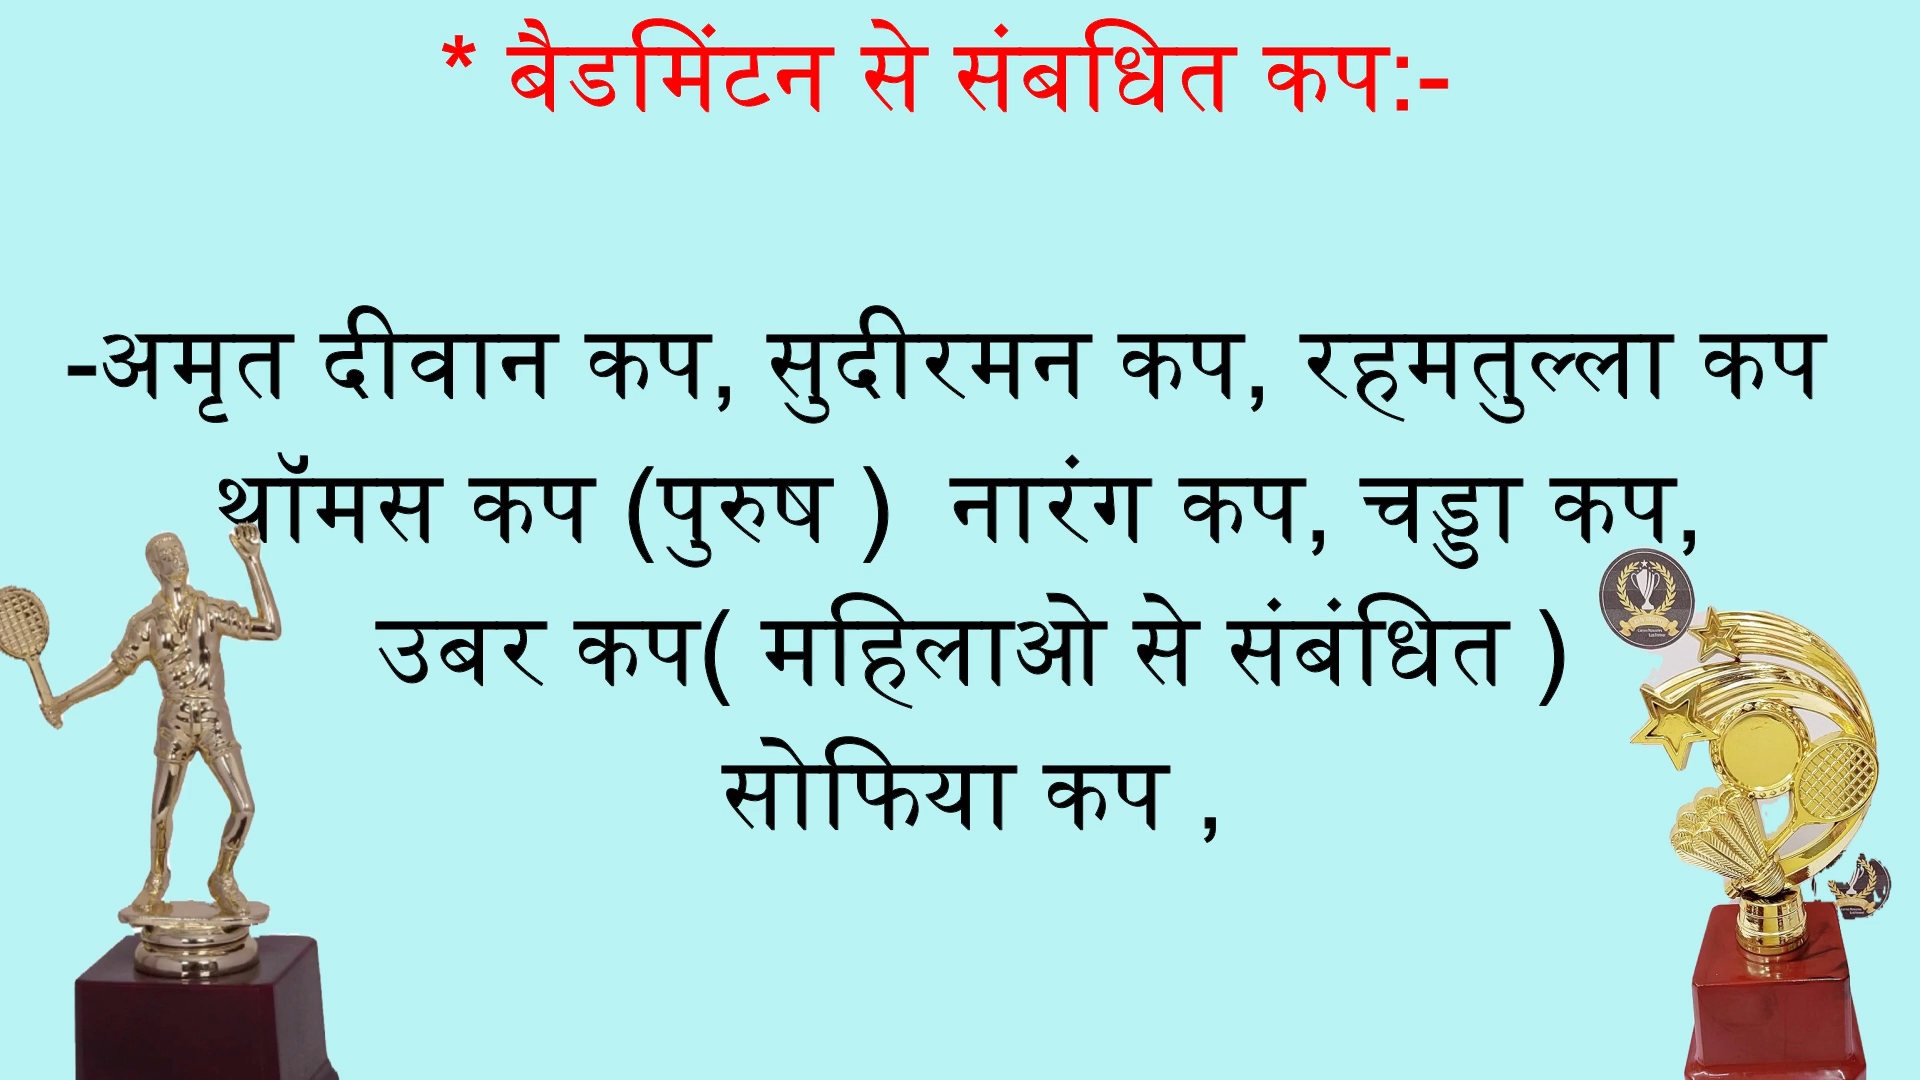 * बैडमिंटन से संबधित कप:-
-अमृत दीवान कप, सुदीरमन कप, रहमतुल्ला कप
थॉमस कप (पुरुष ) नारंग कप, चड्डा कप,
उबर कप( महिलाओ से संबंधित )
सोफिया कप ,